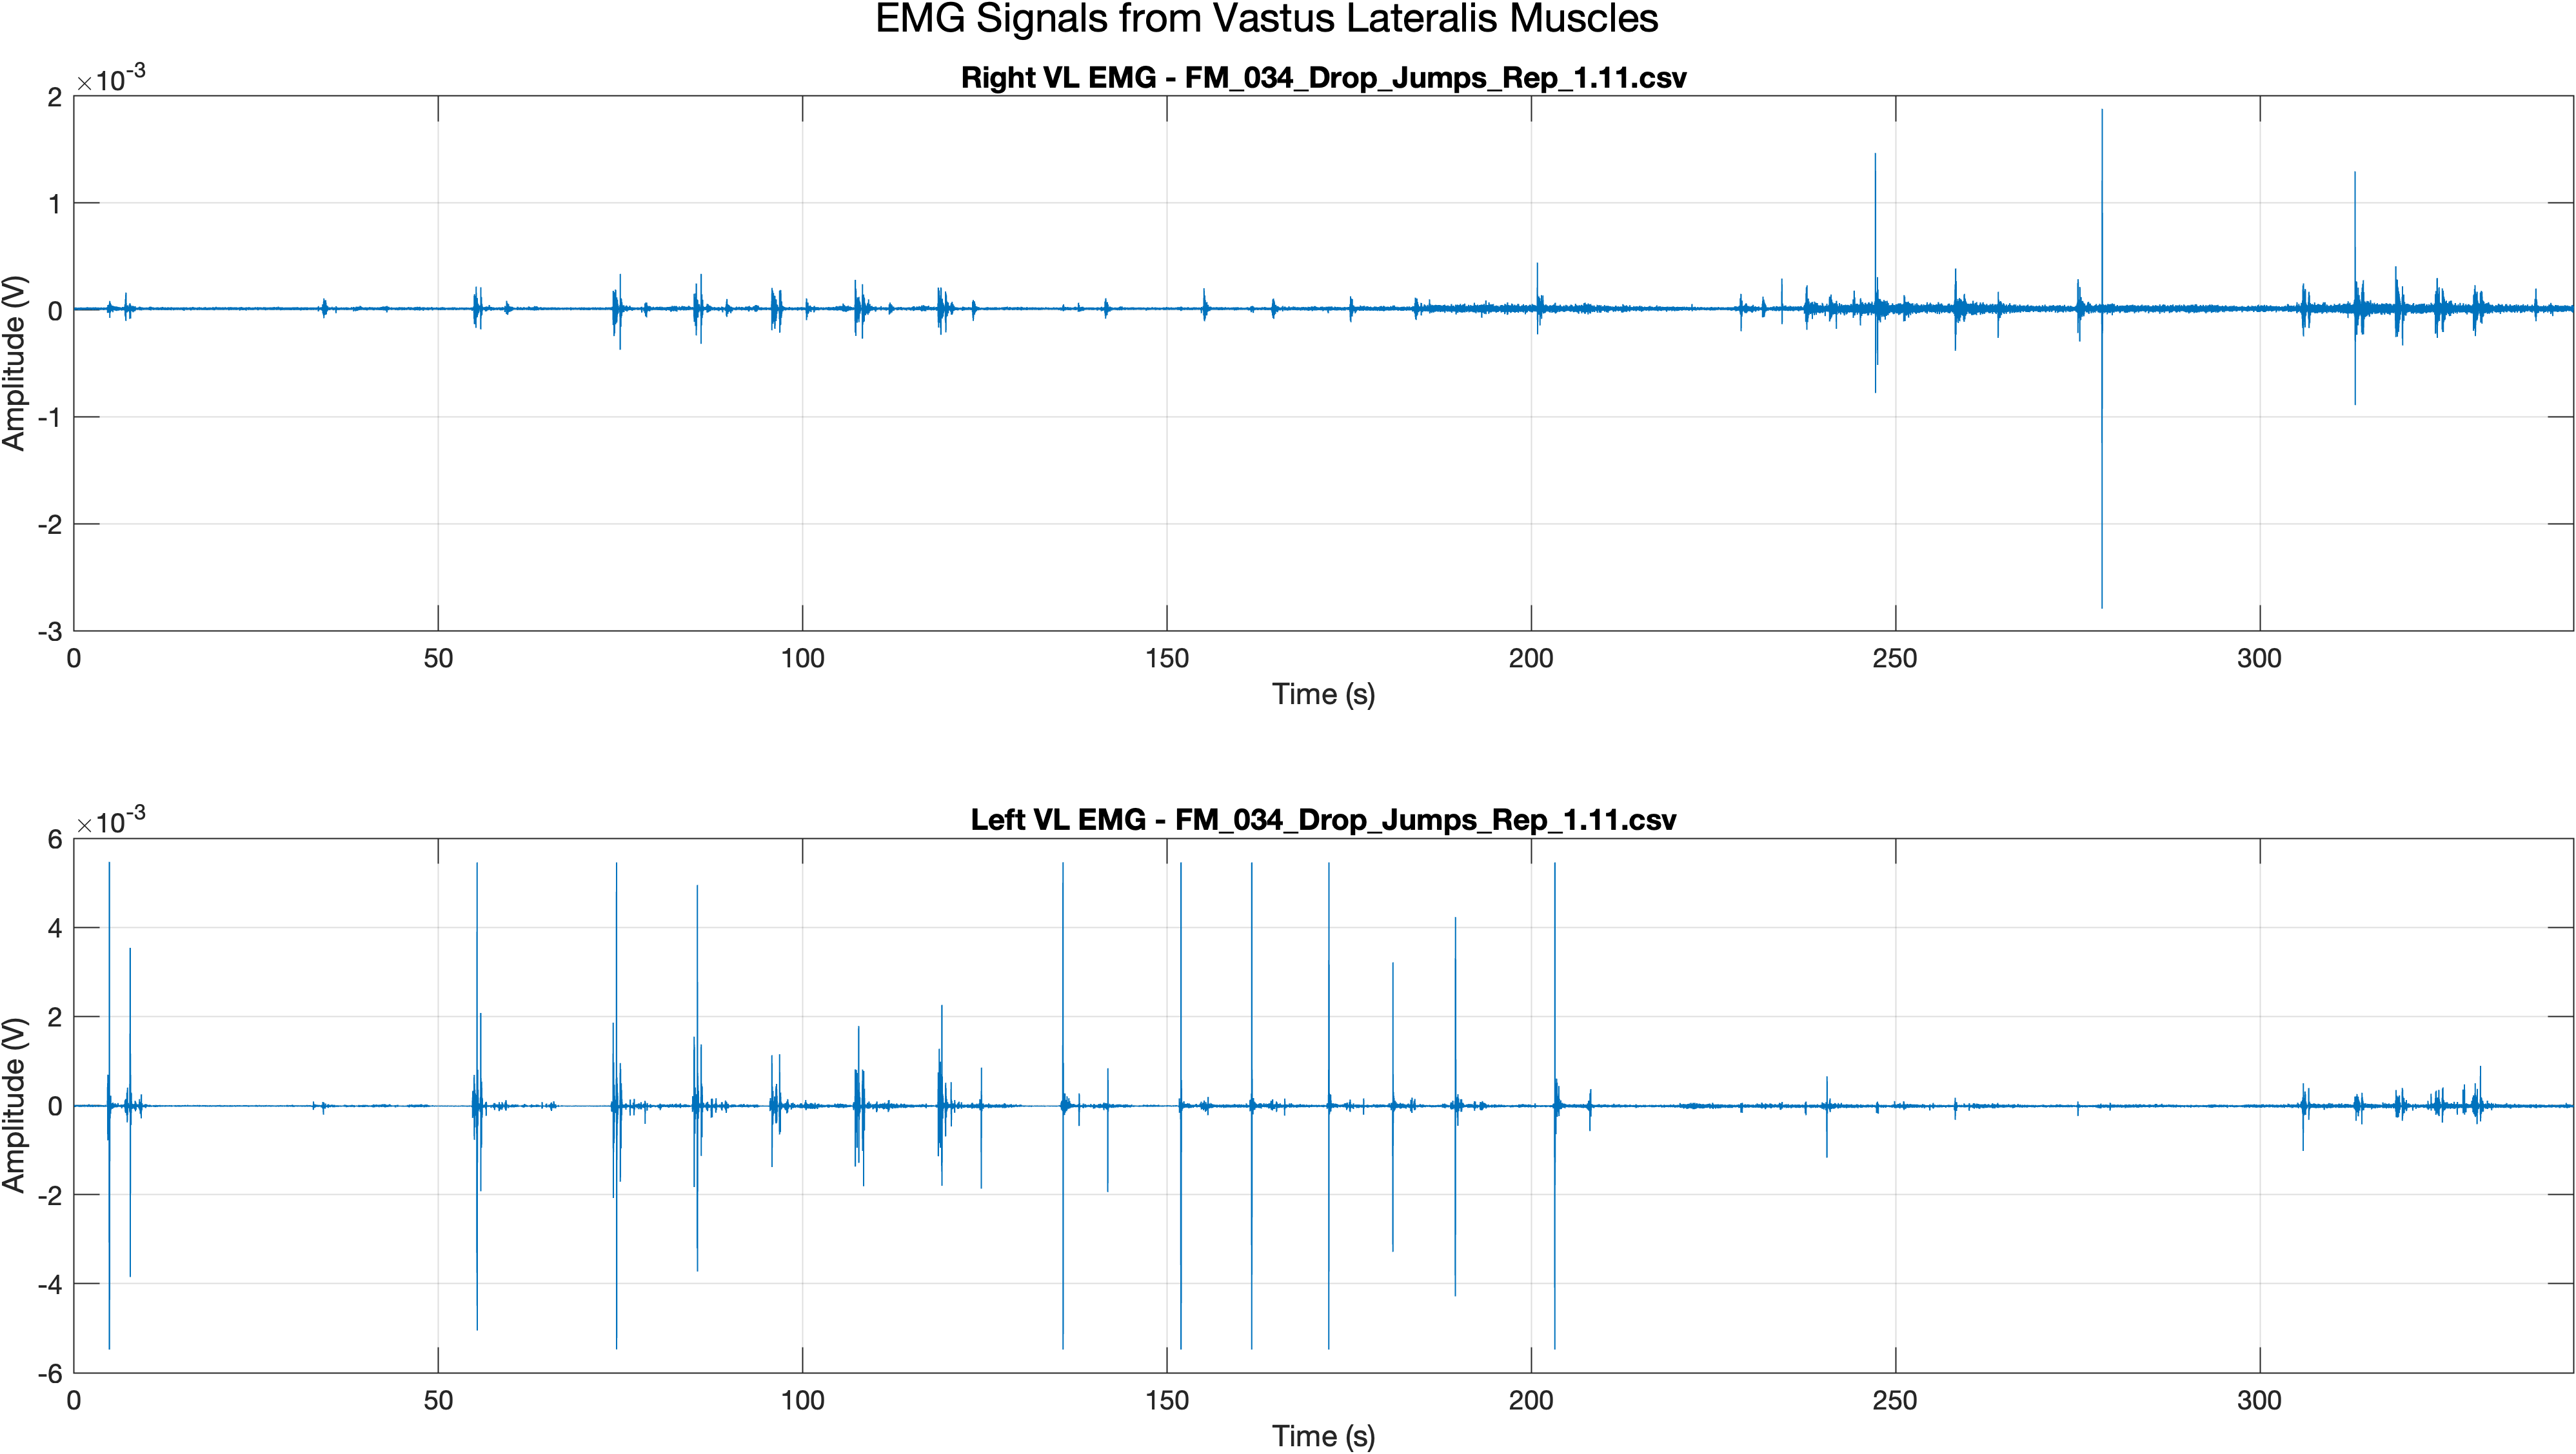 EMG Signals from Vastus Lateralis Muscles
Right VL EMG - FM_034_Drop_Jumps_Rep_1.11.csv
×10-3
2
1
0
-1
-2
-3
Amplitude (V)
0 50 100 150 200 250 300
Time (s)
Left VL EMG - FM_034_Drop_Jumps_Rep_1.11.csv
×10-3
6
4
2
0
-2
-4
-6
Amplitude (V)
0 50 100 150 200 250 300
Time (s)